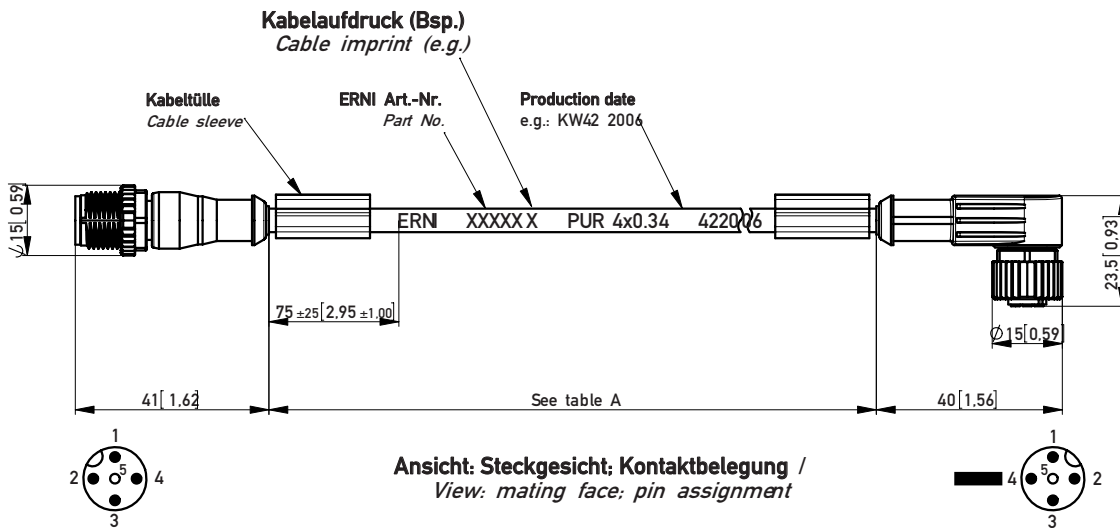 Kabelaufdruck (Bsp.)
Cable imprint (e.g.)
Kabeltülle
Cable sleeve
ERNI Art.-Nr.
Part No.
Production date
e.g.: KW42 2006
15[0,59]
ERNI XXXXX X PUR 4x0.34 422006
23,5[0,93]
75 ±25[2,95 ±1,00]
Ø15[0,59]
41[1,62]
See table A
40[1,56]
1
2 5 4
3
Ansicht: Steckgesicht; Kontaktbelegung /
View: mating face; pin assignment
1
4 5 2
3